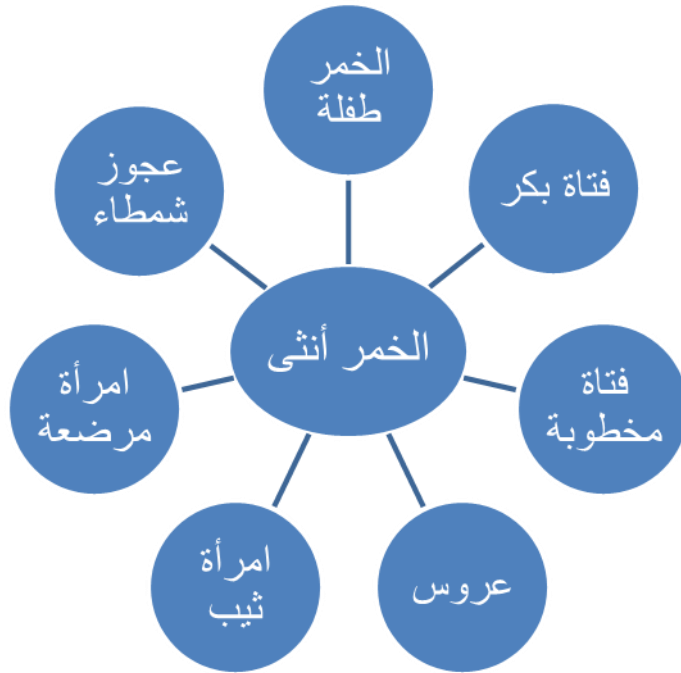 الخمر
طفلة
فتاة بكر
فتاة
مخطوبة
عروس
امرأة
ثيب
امرأة
مرضعة
عجوز
شمطاء
الخمر أنثى